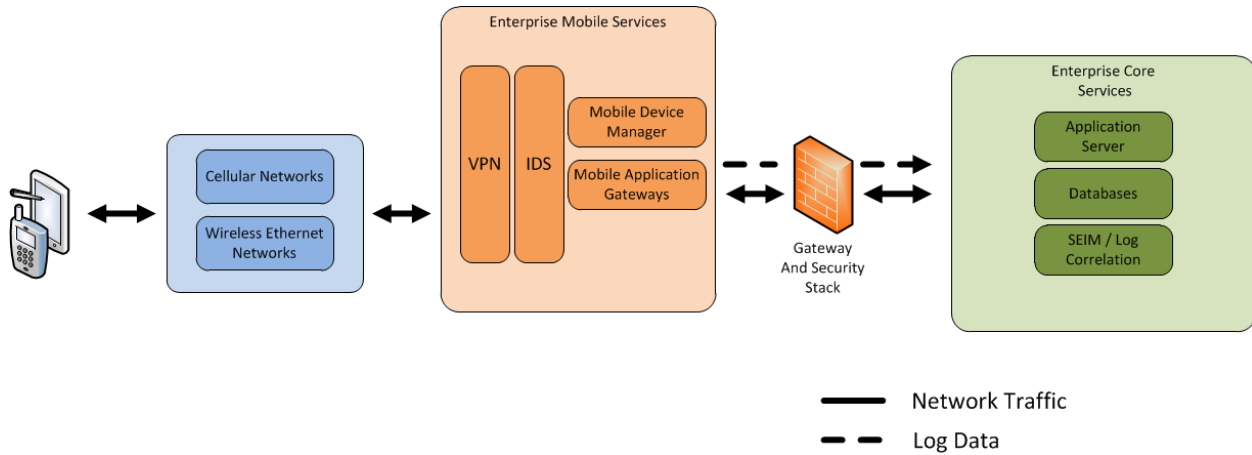 Enterprise Mobile Services
VPN
IDS
Mobile Device
Manager
Mobile Application
Gateways
Cellular Networks
Wireless Ethernet
Networks
Gateway
And Security
Stack
Enterprise Core
Services
Application
Server
Databases
SEIM / Log
Correlation
Network Traffic
Log Data